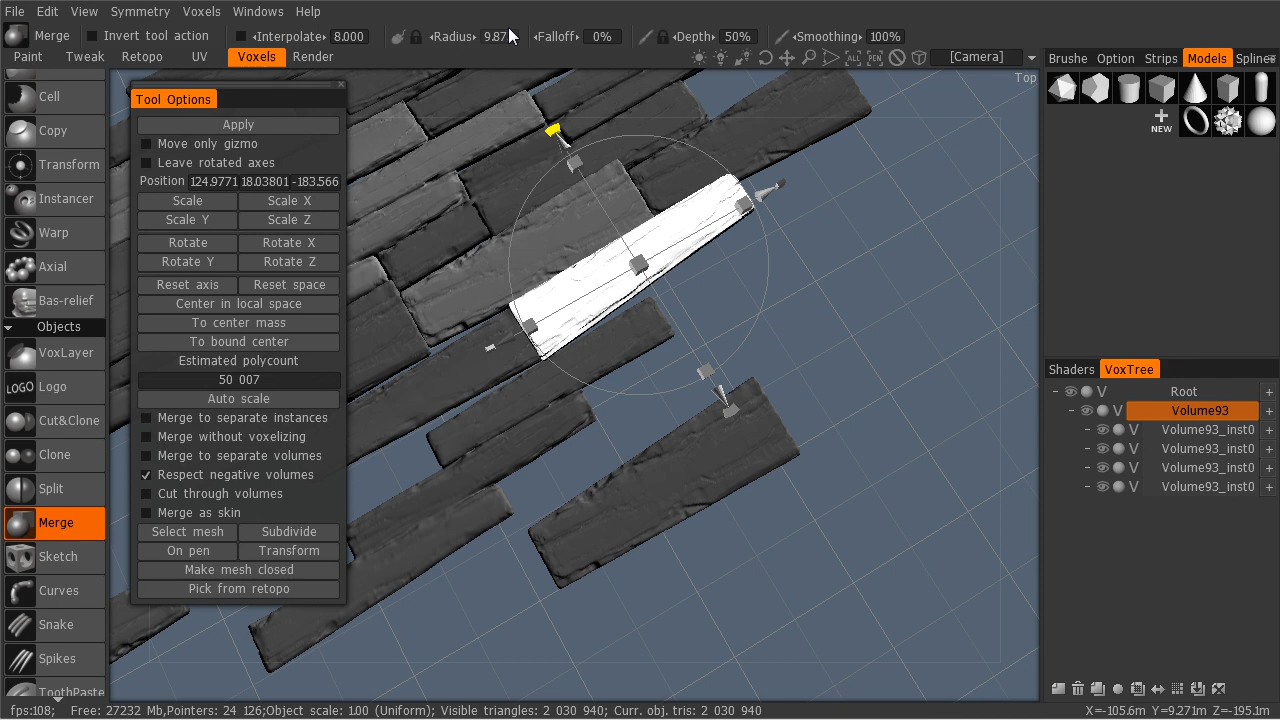 File Edit View Symmetry Voxels Windows Help
Merge Invert tool action Interpolate 8.000 Radius 9.87 Falloff 0% Depth 50% Smoothing 100%
Paint Tweak Retopo UV Voxels Render ALL PEN [Camera]
Brushe Option Strips Models Spline
NEW
Top
Cell
Copy
Transform
Instancer
Warp
Axial
Bas-relief
Objects
VoxLayer
LOGO Logo
Cut&Clone
Clone
Split
Merge
Sketch
Curves
Snake
Spikes
ToothPaste
Tool Options
Apply
Move only gizmo
Leave rotated axes
Position 124.9771 18.03801 -183.566
Scale Scale X
Scale Y Scale Z
Rotate Rotate X
Rotate Y Rotate Z
Reset axis Reset space
Center in local space
To center mass
To bound center
Estimated polycount
50 007
Auto scale
Merge to separate instances
Merge without voxelizing
Merge to separate volumes
Respect negative volumes
Cut through volumes
Merge as skin
Select mesh Subdivide
On pen Transform
Make mesh closed
Pick from retopo
Shaders VoxTree
V Root +
V Volume93 +
V Volume93_inst0 +
V Volume93_inst0 +
V Volume93_inst0 +
V Volume93_inst0 +
fps:108; Free: 27232 Mb,Pointers: 24 126;Object scale: 1.00 (Uniform); Visible triangles: 2 030 940; Curr. obj. tris: 2 030 940
X=-105.6m Y=9.271m Z=-195.1m